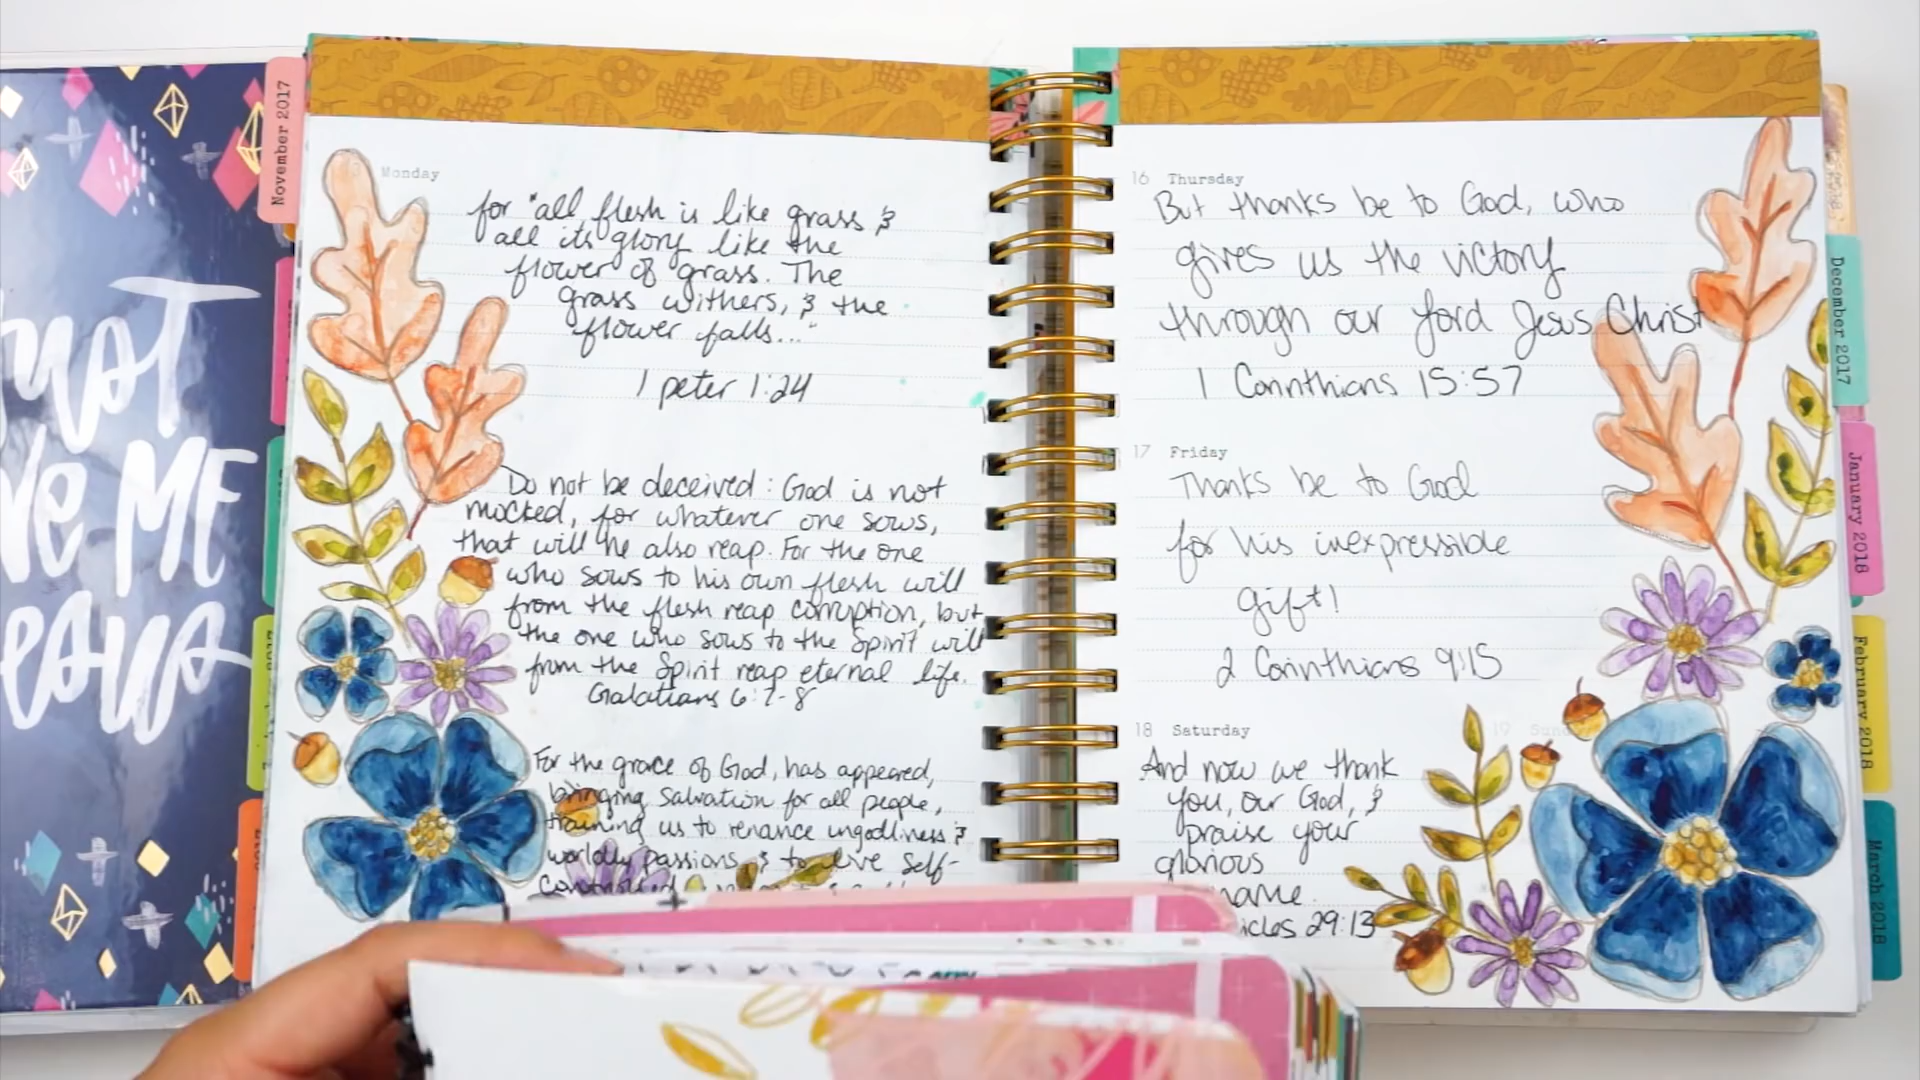 November 2017
ME
Monday
for "all flesh is like grass &
all its glory like the
flower of grass. The
grass withers, & the
flower falls..."
1 peter 1:24
Do not be deceived: God is not
mocked, for whatever one sows,
that will he also reap. For the one
who sows to his own flesh will
from the flesh reap corruption, but
the one who sows to the Spirit will
from the Spirit reap eternal life.
Galatians 6:7-8
For the grace of God, has appeared,
bringing salvation for all people,
training us to renance ungodliness &
worldly passions & to live self-
16 Thursday
But thanks be to God, who
gives us the victory
through our Lord Jesus Christ
1 Corinthians 15:57
17 Friday
Thanks be to God
for his inexpressible
gift!
2 Corinthians 9:15
18 Saturday
19
And now we thank
you, our God, &
praise your
glorious
name.
29:13
December 2017
January 2018
February 2018
March 2018